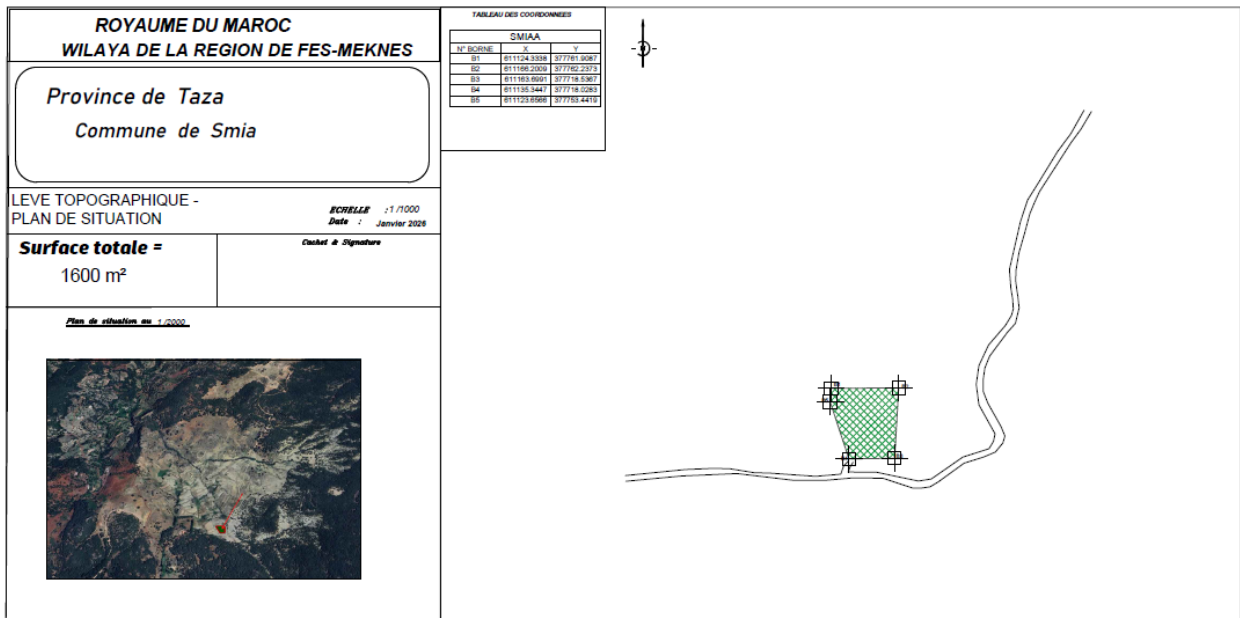 ROYAUME DU MAROC
WILAYA DE LA REGION DE FES-MEKNES
Province de Taza
Commune de Smia
LEVE TOPOGRAPHIQUE -
PLAN DE SITUATION
ECHELLE : 1/1000
Date : Janvier 2026
Surface totale =
1600 m²
Cachet & Signature
Plan de situation au 1/2000
TABLEAU DES COORDONNEES
SMIAA
N° BORNE X Y
B1 611124.3338 377761.9087
B2 611166.2009 377762.2373
B3 611163.6991 377718.5367
B4 611135.3447 377718.0283
B5 611123.6566 377753.4419